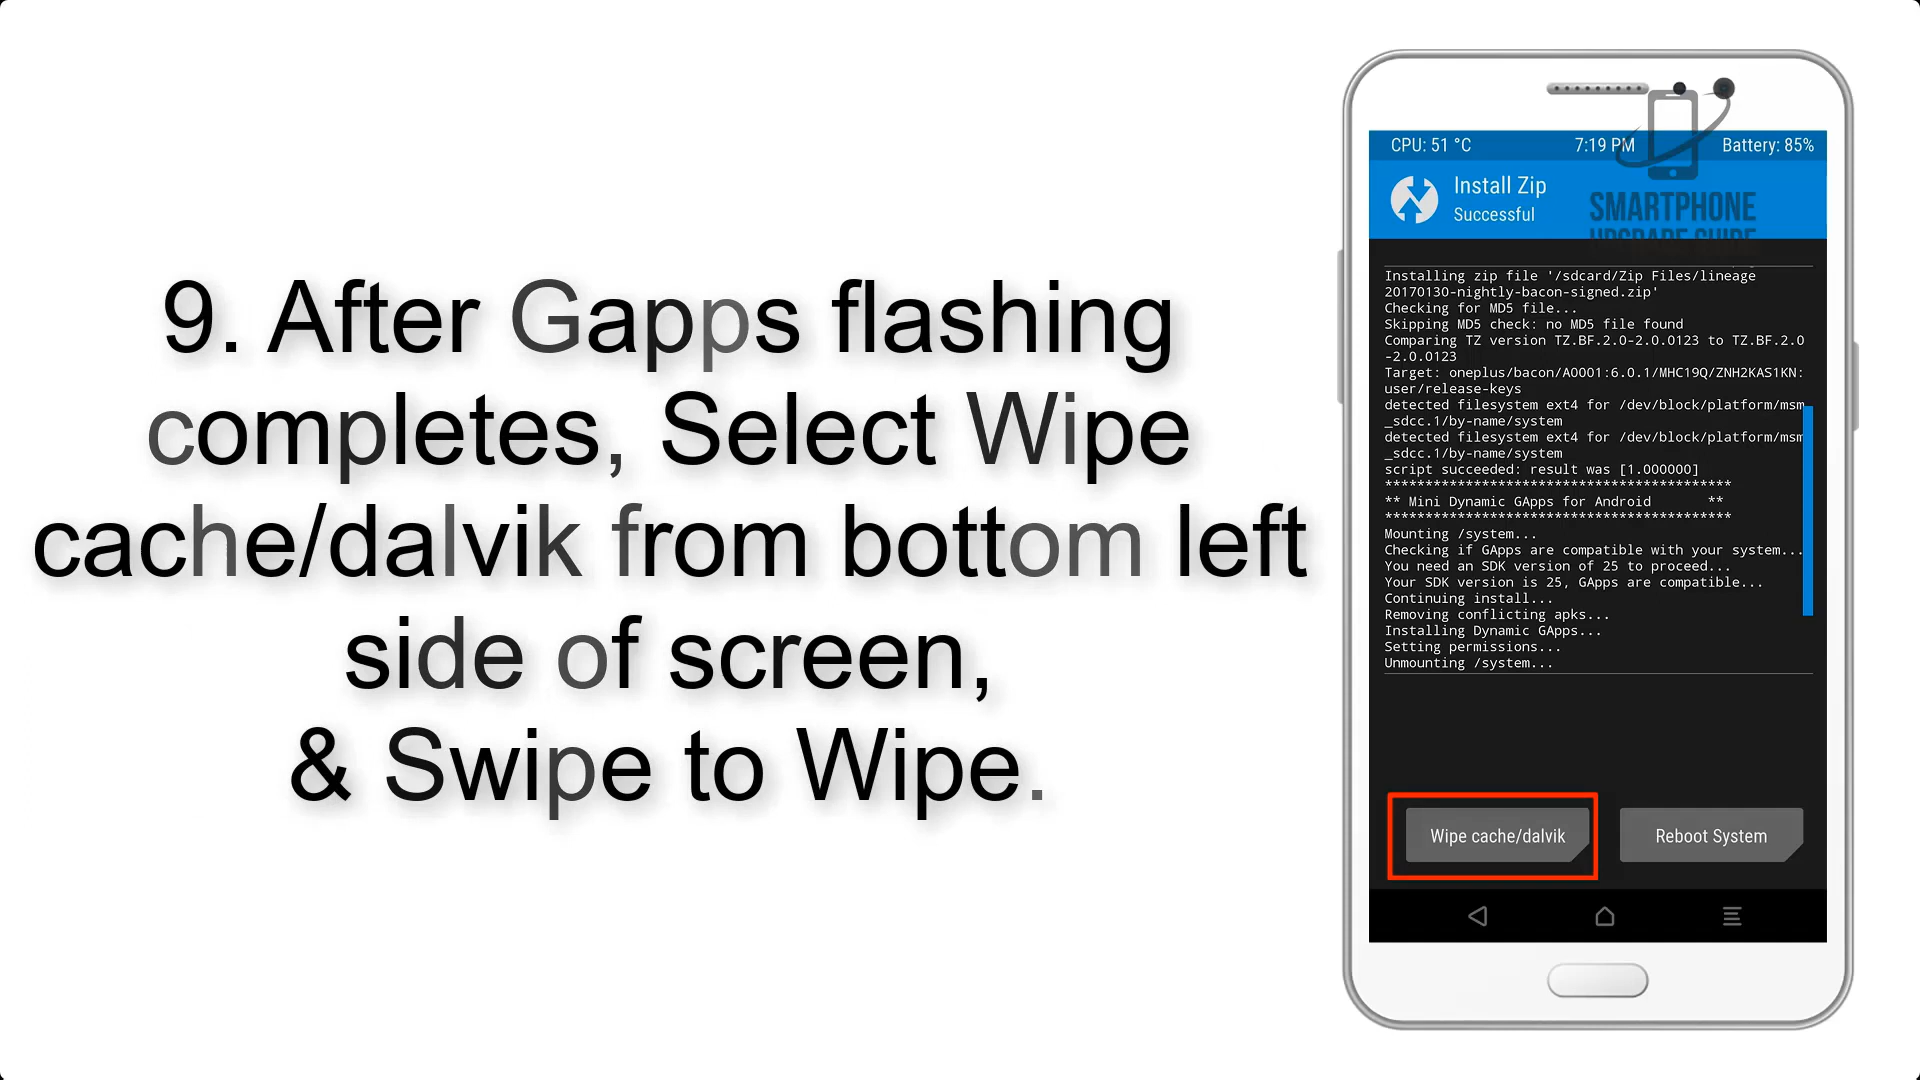 9. After Gapps flashing
completes, Select Wipe
cache/dalvik from bottom left
side of screen,
& Swipe to Wipe.
CPU: 51 °C 7:19 PM Battery: 85%
Install Zip
Successful
SMARTPHONE
UPGRADE GUIDE
Installing zip file '/sdcard/Zip Files/lineage
20170130-nightly-bacon-signed.zip'
Checking for MD5 file...
Skipping MD5 check: no MD5 file found
Comparing TZ version TZ.BF.2.0-2.0.0123 to TZ.BF.2.0
-2.0.0123
Target: oneplus/bacon/A0001:6.0.1/MHC19Q/ZNH2KAS1KN:
user/release-keys
detected filesystem ext4 for /dev/block/platform/msm
_sdcc.1/by-name/system
detected filesystem ext4 for /dev/block/platform/msm
_sdcc.1/by-name/system
script succeeded: result was [1.000000]
*******************************************
** Mini Dynamic GApps for Android **
*******************************************
Mounting /system...
Checking if GApps are compatible with your system...
You need an SDK version of 25 to proceed...
Your SDK version is 25, GApps are compatible...
Continuing install...
Removing conflicting apks...
Installing Dynamic GApps...
Setting permissions...
Unmounting /system...
Wipe cache/dalvik Reboot System